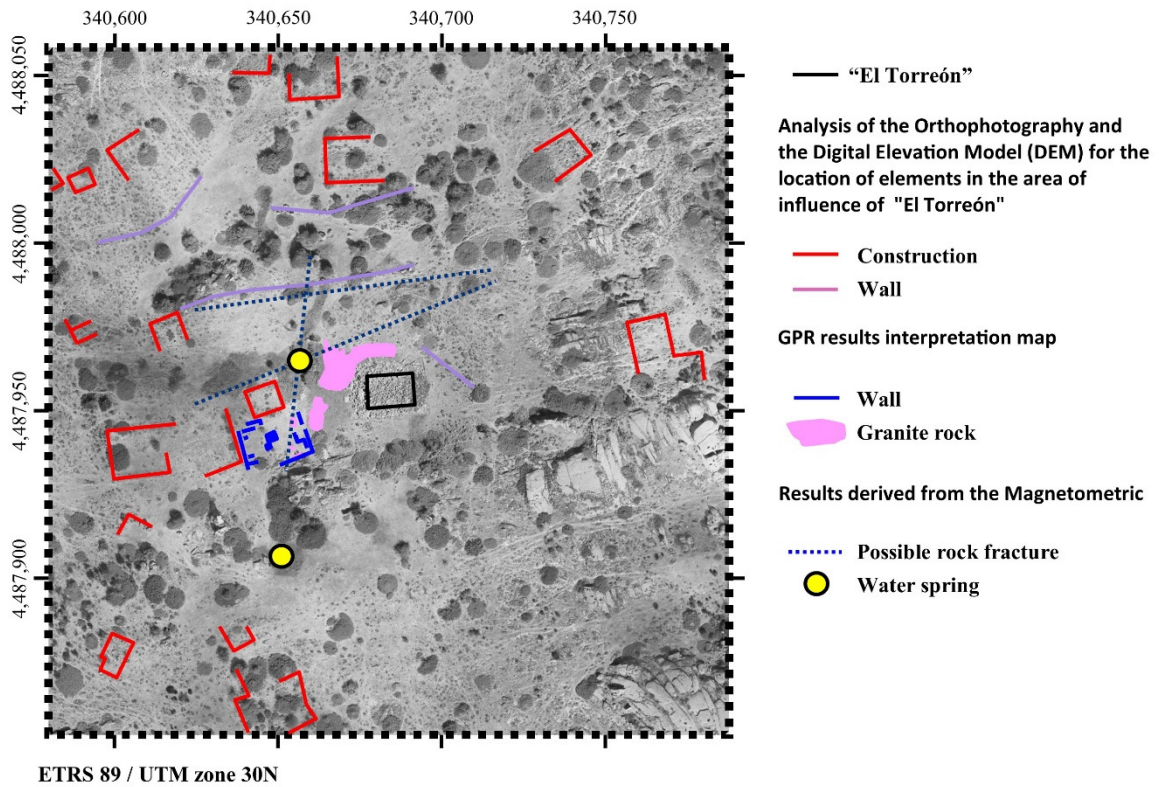 340,600 340,650 340,700 340,750
4,488,050
4,488,000
4,487,950
4,487,900
ETRS 89 / UTM zone 30N
“El Torreón”
Analysis of the Orthophotography and
the Digital Elevation Model (DEM) for the
location of elements in the area of
influence of "El Torreón"
Construction
Wall
GPR results interpretation map
Wall
Granite rock
Results derived from the Magnetometric
Possible rock fracture
Water spring